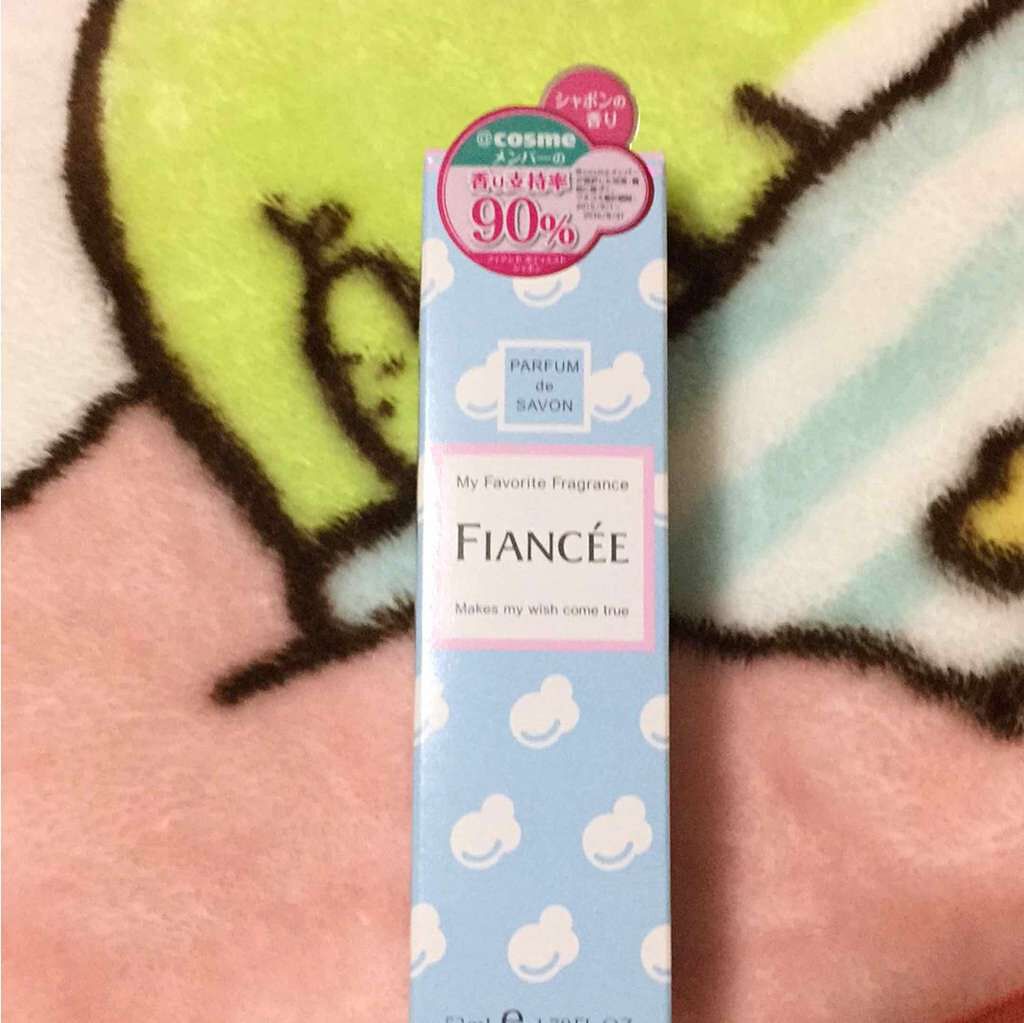 シャボンの
香り
@cosme
メンバーの
香り支持率
90%
PARFUM
de
SAVON
My Favorite Fragrance
FIANCÉE
Makes my wish come true